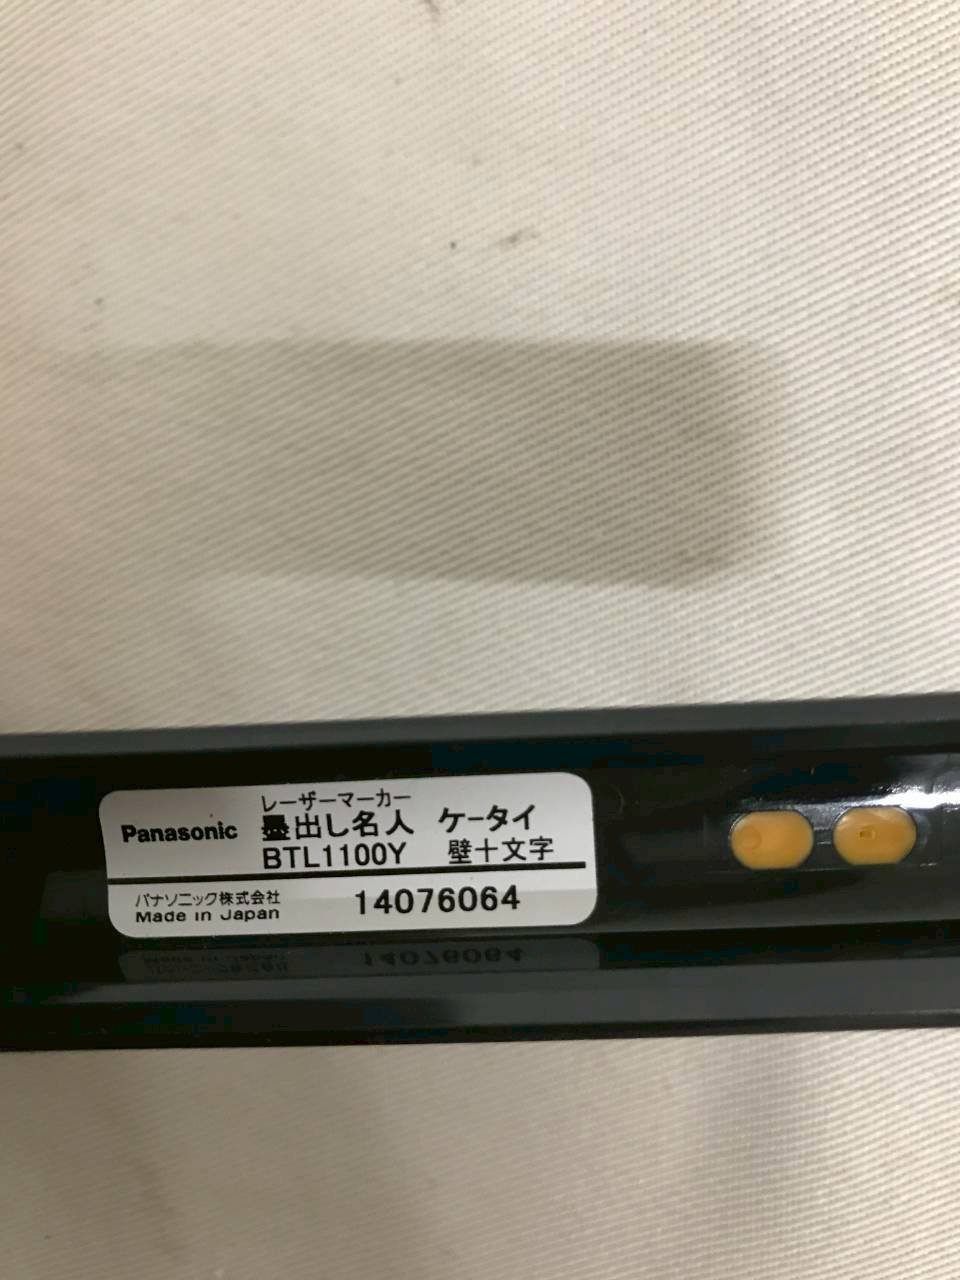 レーザーマーカー
Panasonic 墨出し名人 ケータイ
BTL1100Y 壁十文字
パナソニック株式会社
Made in Japan
14076064